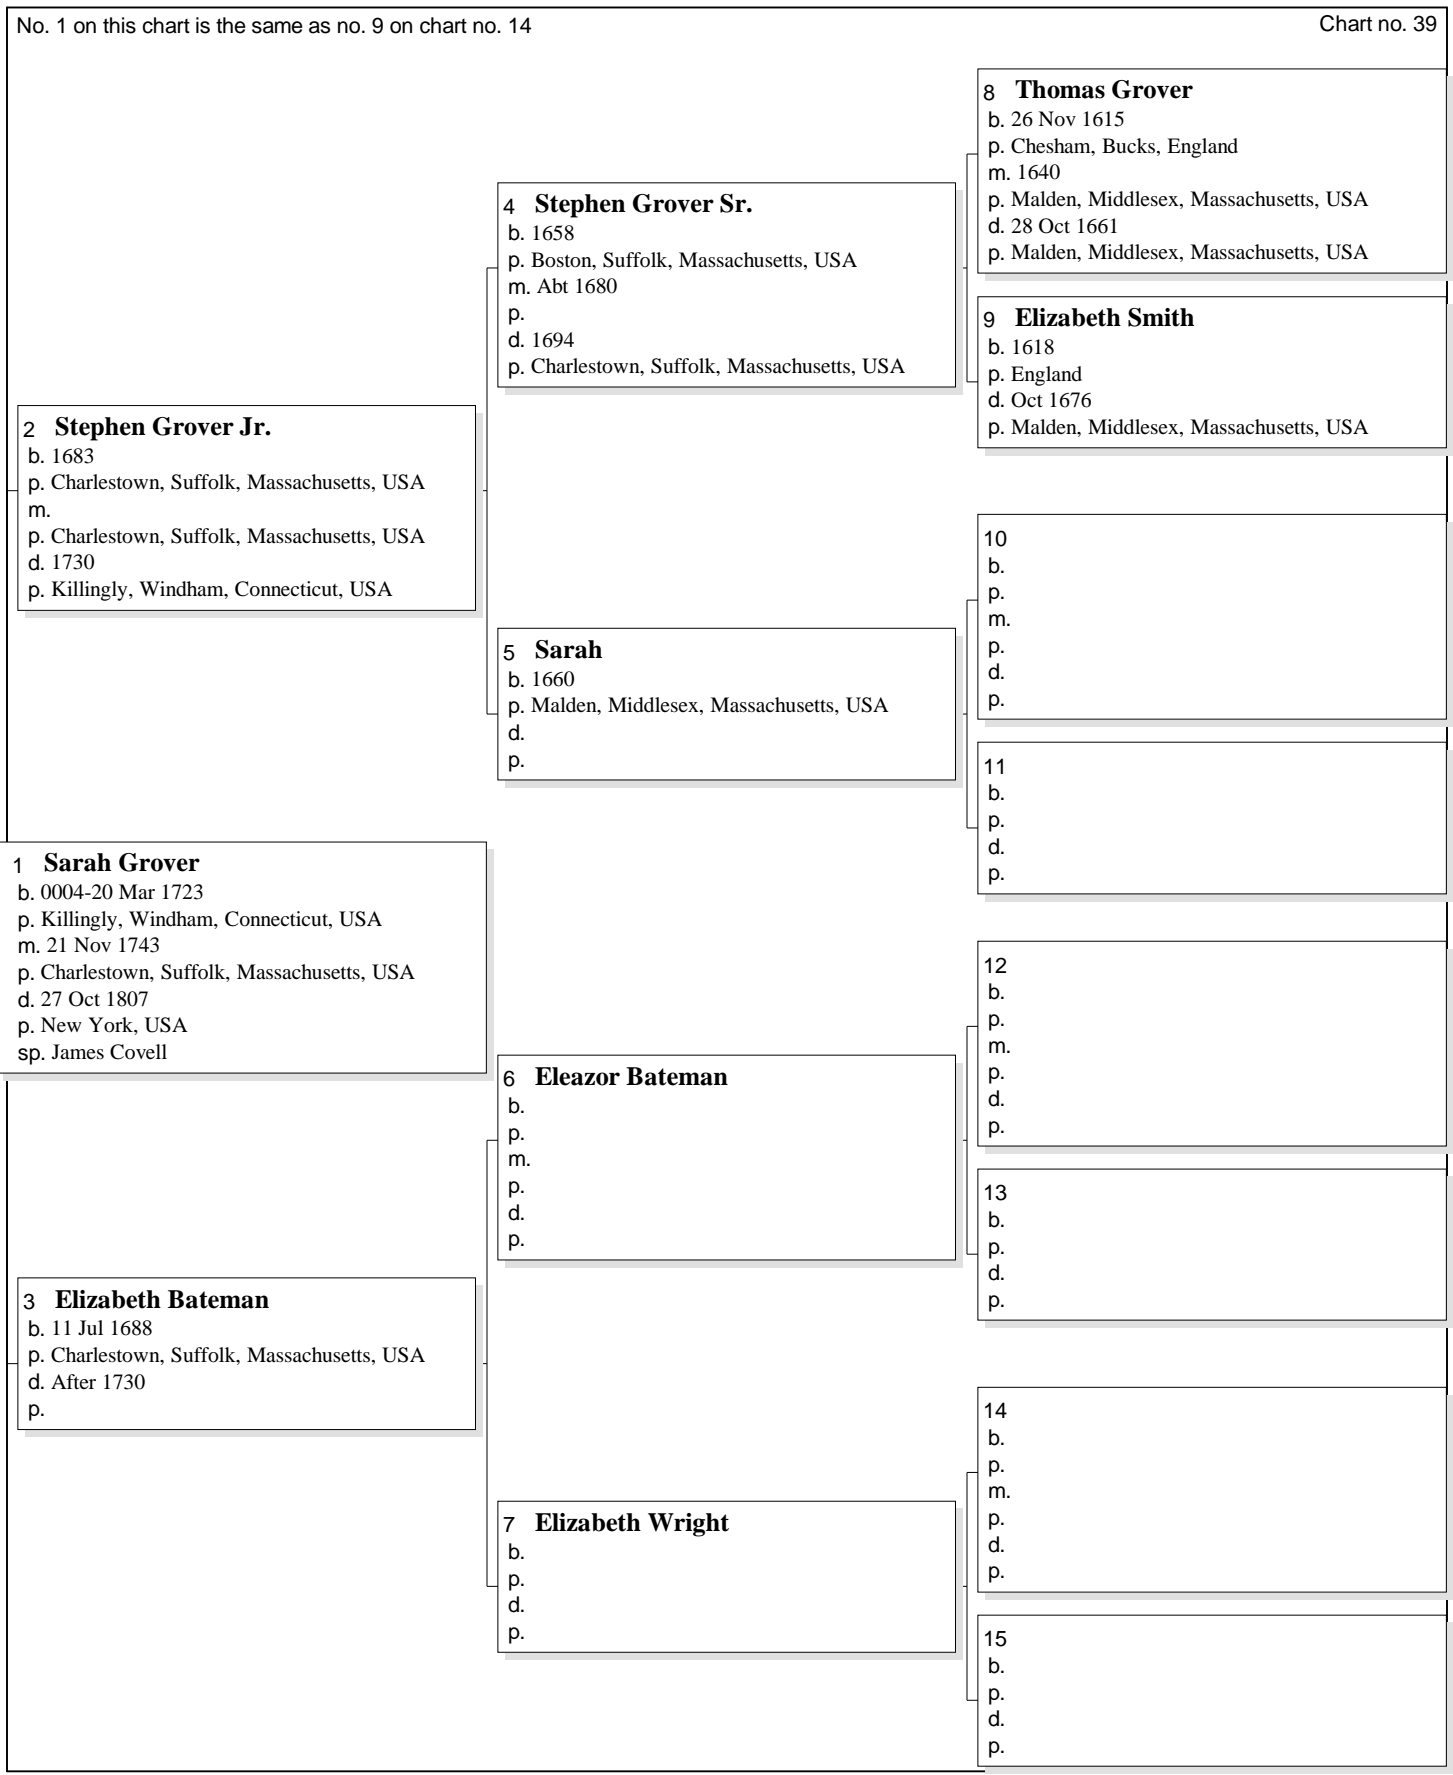 No. 1 on this chart is the same as no. 9 on chart no. 14
Chart no. 39
8 Thomas Grover
b. 26 Nov 1615
p. Chesham, Bucks, England
m. 1640
p. Malden, Middlesex, Massachusetts, USA
d. 28 Oct 1661
p. Malden, Middlesex, Massachusetts, USA
4 Stephen Grover Sr.
b. 1658
p. Boston, Suffolk, Massachusetts, USA
m. Abt 1680
p.
d. 1694
p. Charlestown, Suffolk, Massachusetts, USA
9 Elizabeth Smith
b. 1618
p. England
d. Oct 1676
p. Malden, Middlesex, Massachusetts, USA
2 Stephen Grover Jr.
b. 1683
p. Charlestown, Suffolk, Massachusetts, USA
m.
p. Charlestown, Suffolk, Massachusetts, USA
d. 1730
p. Killingly, Windham, Connecticut, USA
10
b.
p.
m.
p.
d.
p.
5 Sarah
b. 1660
p. Malden, Middlesex, Massachusetts, USA
d.
p.
11
b.
p.
d.
p.
1 Sarah Grover
b. 0004-20 Mar 1723
p. Killingly, Windham, Connecticut, USA
m. 21 Nov 1743
p. Charlestown, Suffolk, Massachusetts, USA
d. 27 Oct 1807
p. New York, USA
sp. James Covell
12
b.
p.
m.
p.
d.
p.
6 Eleazor Bateman
b.
p.
m.
p.
d.
p.
13
b.
p.
d.
p.
3 Elizabeth Bateman
b. 11 Jul 1688
p. Charlestown, Suffolk, Massachusetts, USA
d. After 1730
p.
14
b.
p.
m.
p.
d.
p.
7 Elizabeth Wright
b.
p.
d.
p.
15
b.
p.
d.
p.